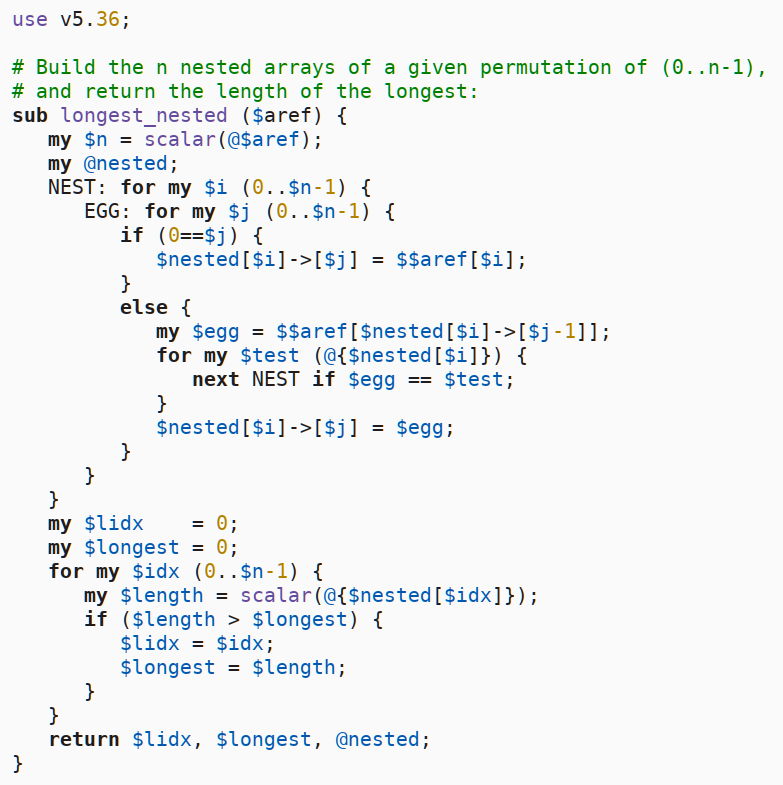 use v5.36;

# Build the n nested arrays of a given permutation of (0..n-1),
# and return the length of the longest:
sub longest_nested ($aref) {
   my $n = scalar(@$aref);
   my @nested;
   NEST: for my $i (0..$n-1) {
      EGG: for my $j (0..$n-1) {
         if (0==$j) {
            $nested[$i]->[$j] = $$aref[$i];
         }
         else {
            my $egg = $$aref[$nested[$i]->[$j-1]];
            for my $test (@{$nested[$i]}) {
               next NEST if $egg == $test;
            }
            $nested[$i]->[$j] = $egg;
         }
      }
   }
   my $lidx    = 0;
   my $longest = 0;
   for my $idx (0..$n-1) {
      my $length = scalar(@{$nested[$idx]});
      if ($length > $longest) {
         $lidx = $idx;
         $longest = $length;
      }
   }
   return $lidx, $longest, @nested;
}